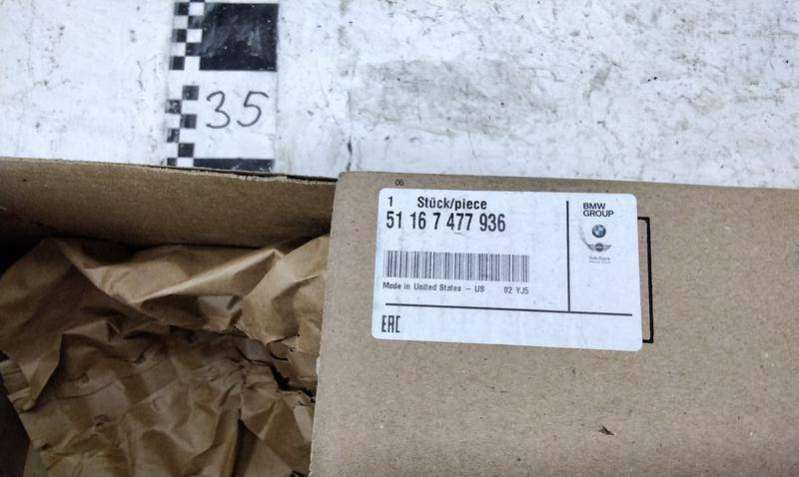 35
06
1 Stück/piece
51 16 7 477 936
BMW
GROUP
Made in United States - US 02 YJ5
EAC